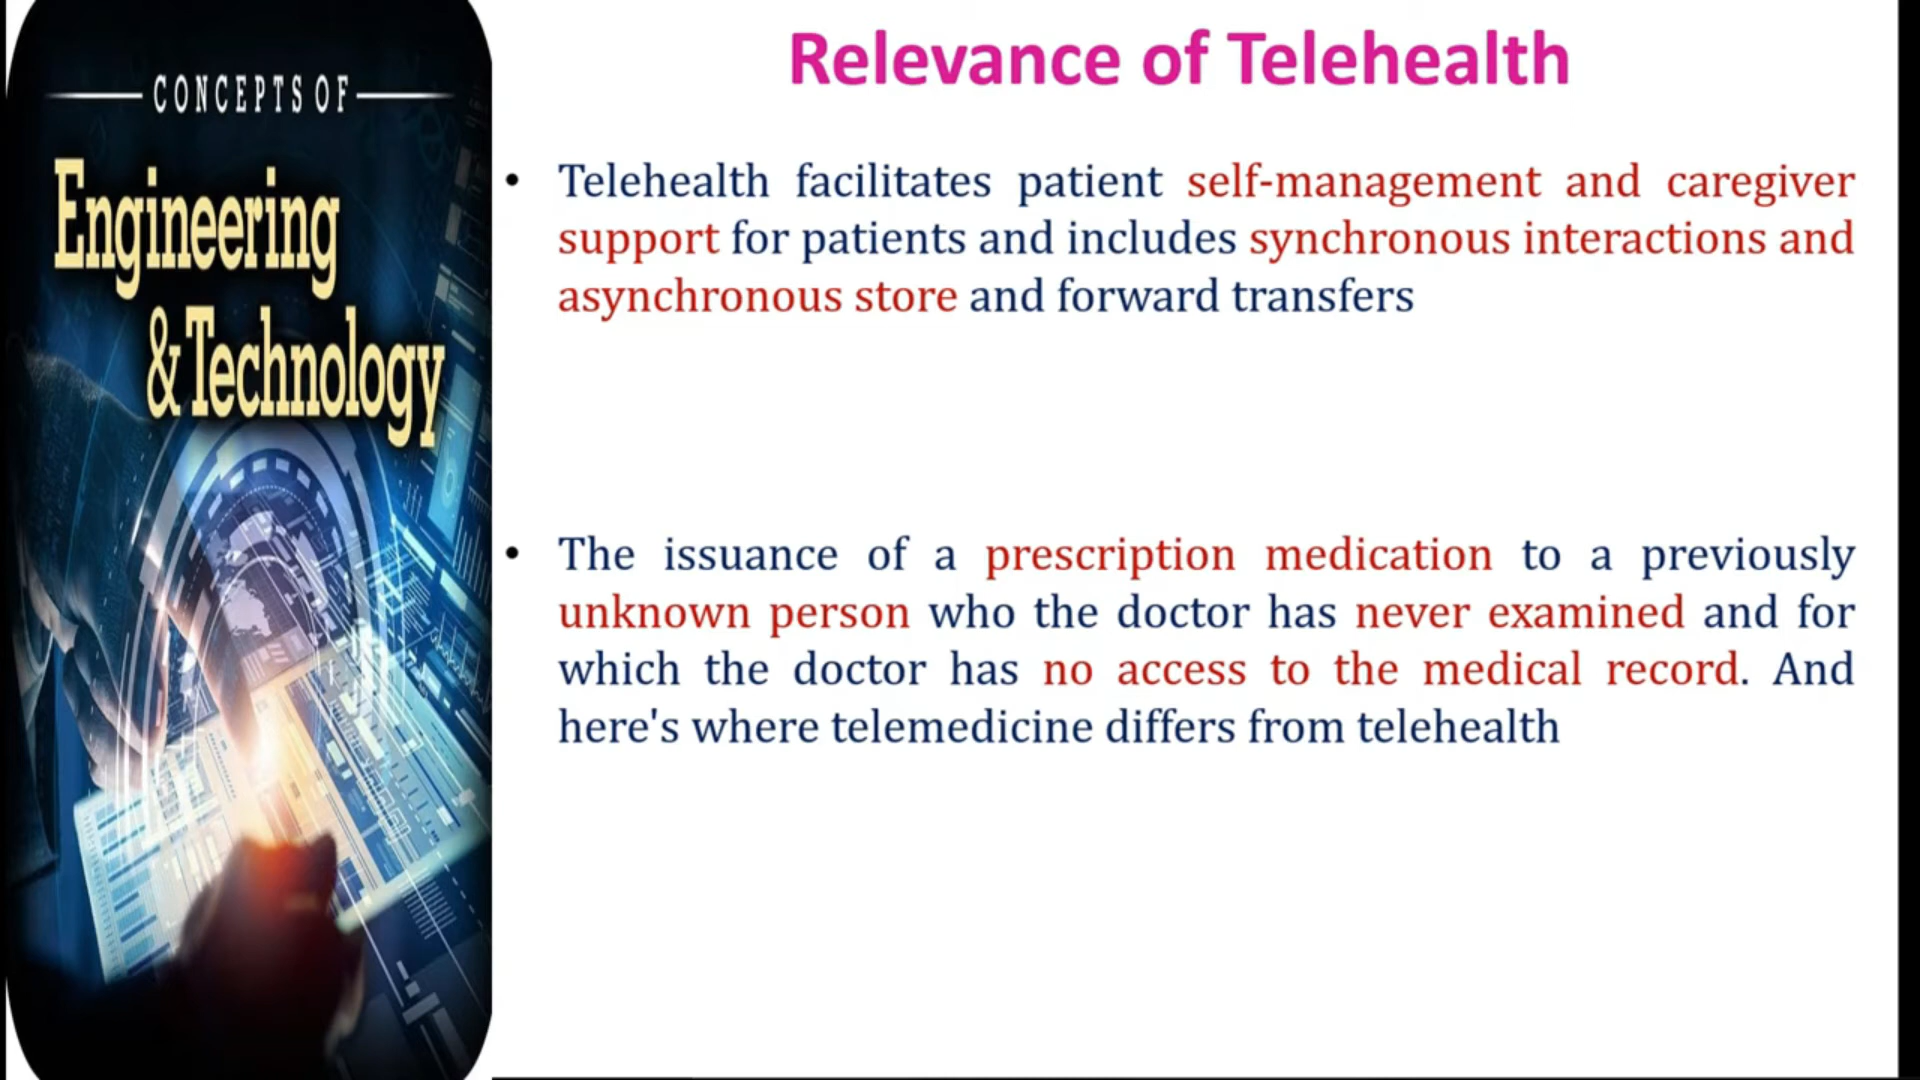 CONCEPTS OF
Engineering
& Technology
Relevance of Telehealth
• Telehealth facilitates patient self-management and caregiver
support for patients and includes synchronous interactions and
asynchronous store and forward transfers
• The issuance of a prescription medication to a previously
unknown person who the doctor has never examined and for
which the doctor has no access to the medical record. And
here's where telemedicine differs from telehealth